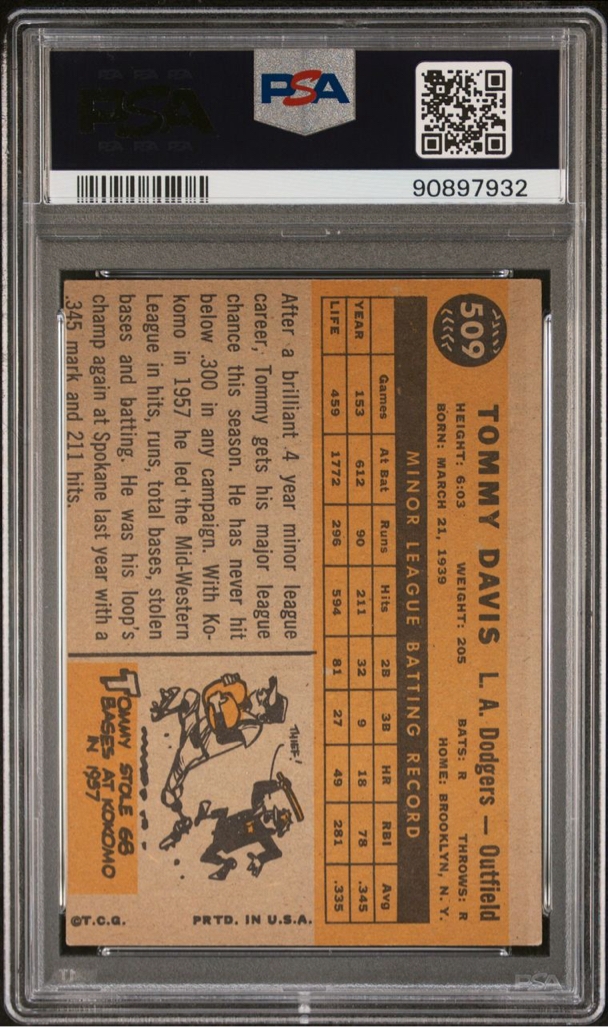 PSA
90897932
509
TOMMY DAVIS L. A. Dodgers — Outfield
HEIGHT: 6:03 WEIGHT: 205 BATS: R THROWS: R
BORN: MARCH 21, 1939 HOME: BROOKLYN, N. Y.
MINOR LEAGUE BATTING RECORD
Games At Bat Runs Hits 2B 3B HR RBI Avg
YEAR 153 612 90 211 32 9 18 78 .345
LIFE 459 1772 296 594 81 27 49 281 .335
After a brilliant 4 year minor league
career, Tommy gets his major league
chance this season. He has never hit
below .300 in any campaign. With Ko-
komo in 1957 he led the Mid-Western
League in hits, runs, total bases, stolen
bases and batting. He was his loop's
champ again at Spokane last year with a
.345 mark and 211 hits.
THIEF!
TOMMY STOLE 68
BASES AT KOKOMO
IN 1957
©T.C.G. PRTD. IN U.S.A.
PSA